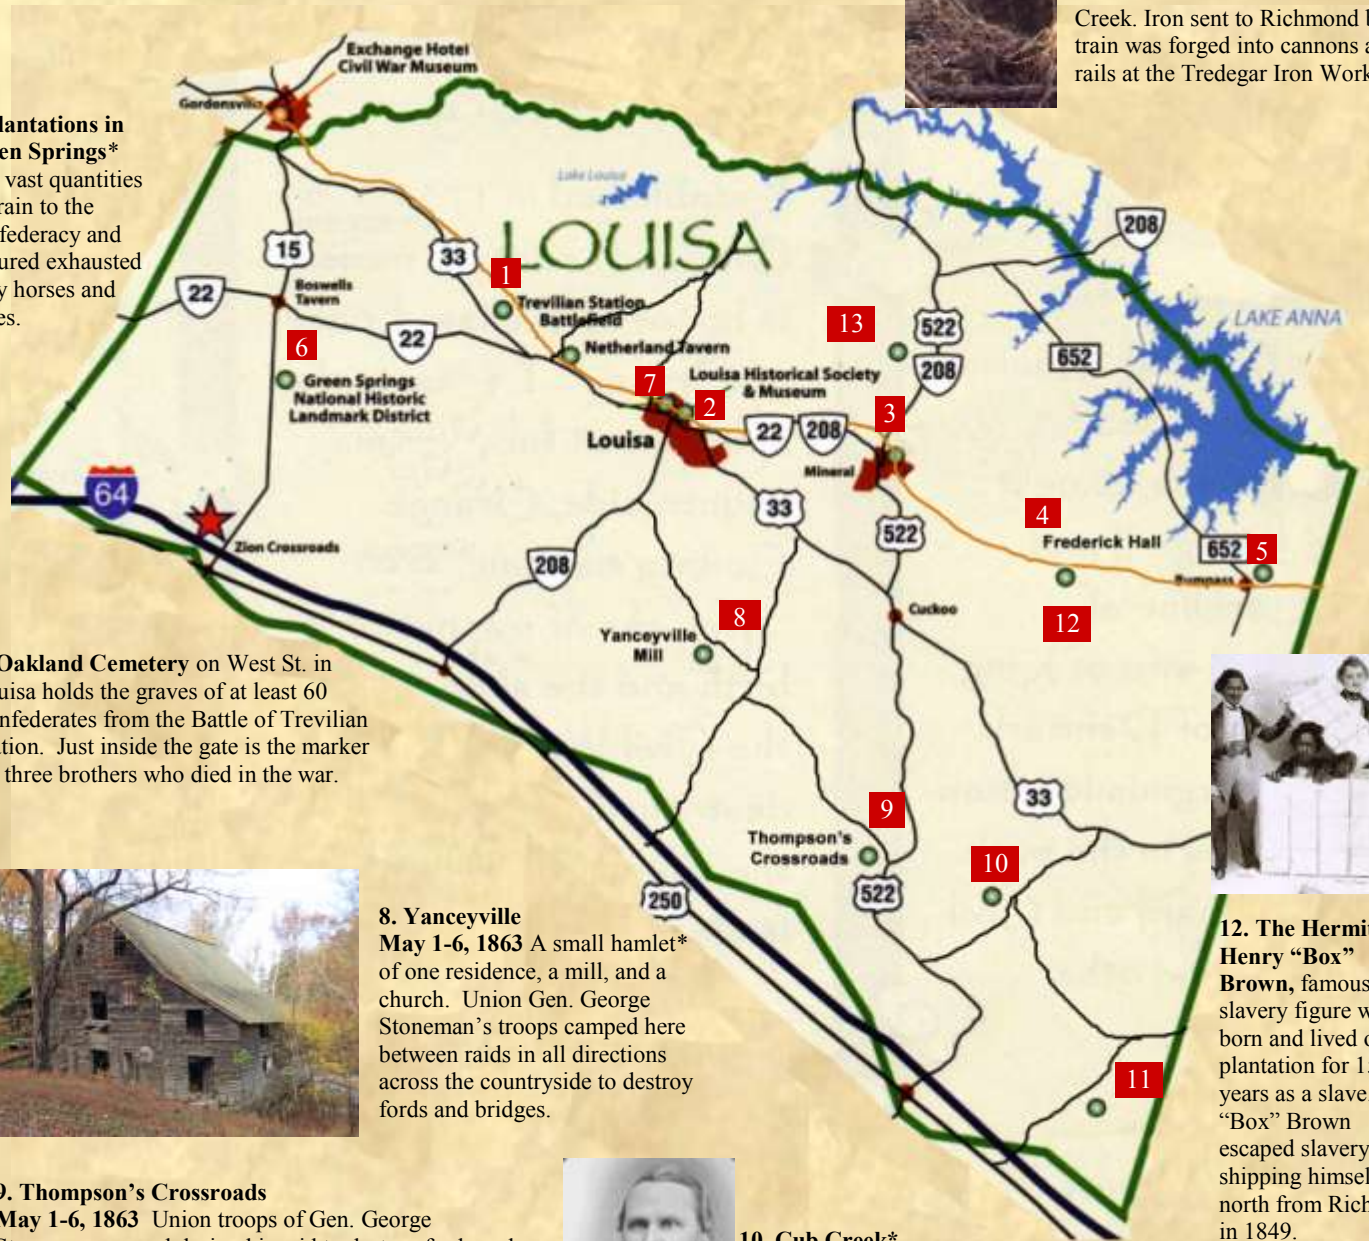 Creek. Iron sent to Richmond
train was forged into cannons
rails at the Tredegar Iron
Exchange Hotel
Civil War Museum
Gordonsville
lantations in
en Springs*
vast quantities
rain to the
federacy and
ured exhausted
y horses and
es.
Lake Louisa
LOUISA
208
15
33
22
Boswells
Tavern
1
Trevilian Station
Battlefield
LAKE ANNA
13
522
22
6
Netherland Tavern
652
208
Green Springs
National Historic
Landmark District
7
Louisa Historical Society
& Museum
2
3
Louisa
22
208
Mineral
64
33
4
522
Frederick Hall
Zion Crossroads
652
5
208
Bumpass
8
Cuckoo
12
Yanceyville
Mill
Oakland Cemetery on West St. in
uisa holds the graves of at least 60
nfederates from the Battle of Trevilian
tion. Just inside the gate is the marker
three brothers who died in the war.
33
9
Thompson's
Crossroads
10
522
250
8. Yanceyville
May 1-6, 1863 A small hamlet*
of one residence, a mill, and a
church. Union Gen. George
Stoneman's troops camped here
between raids in all directions
across the countryside to destroy
fords and bridges.
11
12. The Hermit
Henry “Box”
Brown, famous
slavery figure w
born and lived
plantation for
years as a slave
“Box” Brown
escaped slavery
shipping himsel
north from Rich
in 1849.
9. Thompson's Crossroads
May 1-6, 1863 Union troops of Gen. George
10. Cub Creek*